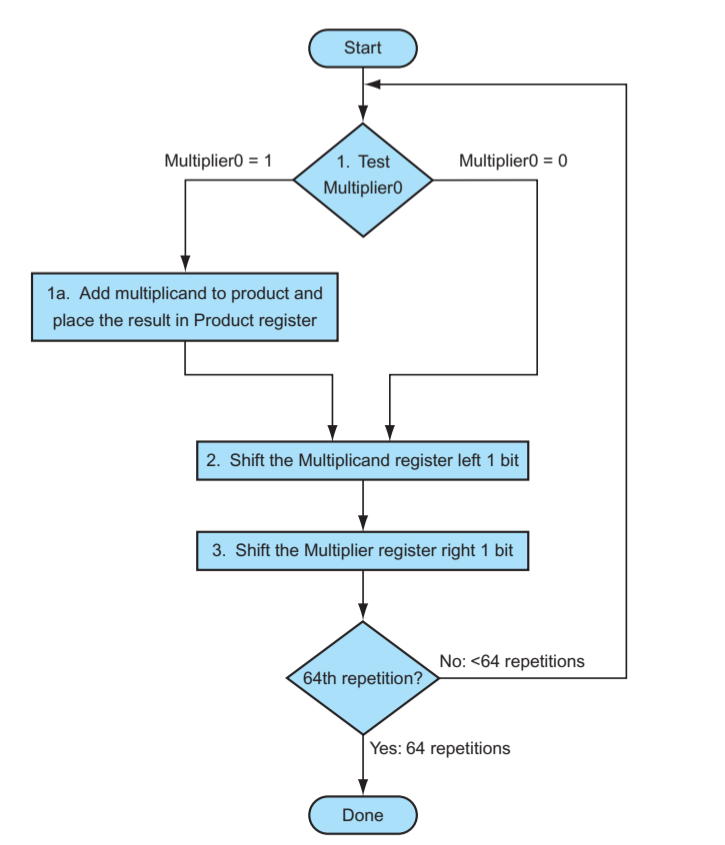 Start
Multiplier0 = 1
1. Test
Multiplier0
Multiplier0 = 0
1a. Add multiplicand to product and
place the result in Product register
2. Shift the Multiplicand register left 1 bit
3. Shift the Multiplier register right 1 bit
64th repetition?
No: <64 repetitions
Yes: 64 repetitions
Done